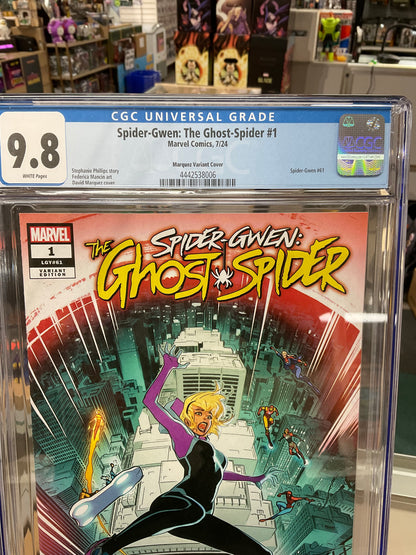 CGC UNIVERSAL GRADE
9.8
WHITE Pages
Spider-Gwen: The Ghost-Spider #1
Marvel Comics, 7/24
Marquez Variant Cover
4442538006
Stephanie Phillips story
Federica Mancin art
David Marquez cover
Spider-Gwen #61
CGC
MARVEL
1
LGY#61
VARIANT
EDITION
SPIDER-GWEN:
THE
GHOST SPIDER